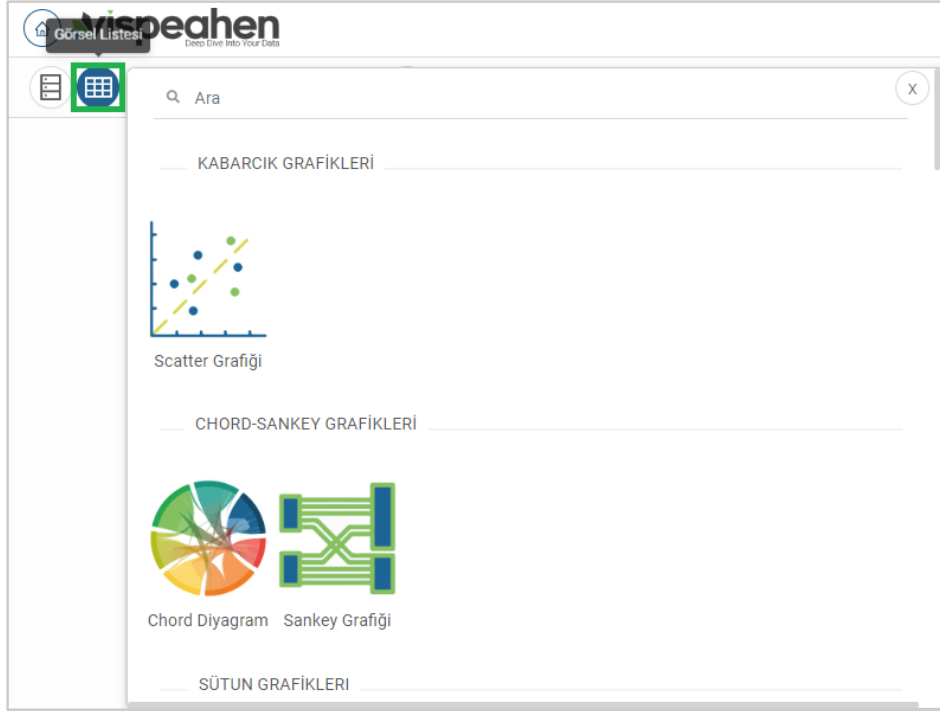 vispeahen
Deep Dive Into Your Data
Görsel Listesi
Ara
X
KABARCIK GRAFİKLERİ
Scatter Grafiği
CHORD-SANKEY GRAFİKLERİ
Chord Diyagram
Sankey Grafiği
SÜTUN GRAFİKLERI